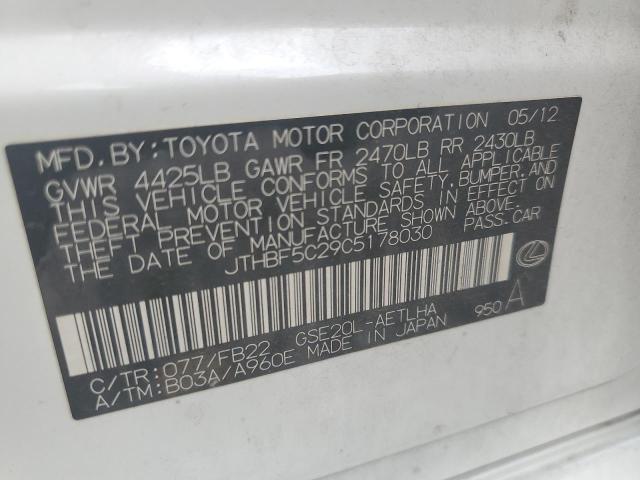 MFD. BY: TOYOTA MOTOR CORPORATION 05/12
GVWR 4425LB GAWR FR 2470LB RR 2430LB
THIS VEHICLE CONFORMS TO ALL APPLICABLE
FEDERAL MOTOR VEHICLE SAFETY, BUMPER, AND
THEFT PREVENTION STANDARDS IN EFFECT ON
THE DATE OF MANUFACTURE SHOWN ABOVE.
JTHBF5C29C5178030 PASS. CAR
C/TR: 077/FB22 GSE20L-AETLHA 950 A
A/TM: B03A/A960E MADE IN JAPAN